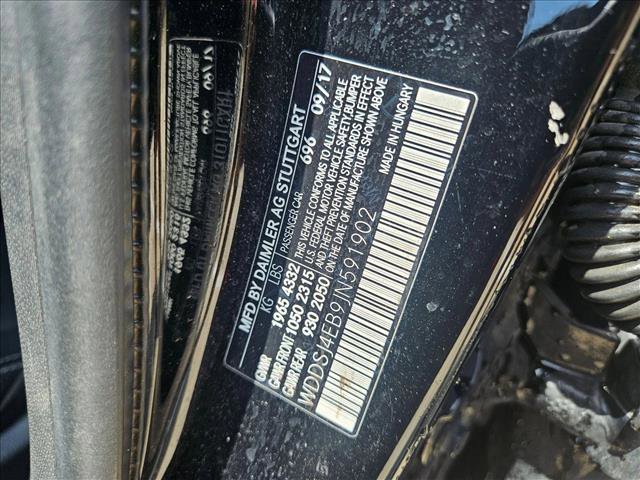 MFD BY DAIMLER AG STUTTGART
696 09/17
KG LBS PASSENGER CAR
GVWR 1965 4332
GAWR FRONT 1050 2315
GAWR REAR 930 2050
THIS VEHICLE CONFORMS TO ALL APPLICABLE
U.S. FEDERAL MOTOR VEHICLE SAFETY, BUMPER
AND THEFT PREVENTION STANDARDS IN EFFECT
ON THE DATE OF MANUFACTURE SHOWN ABOVE
WDDSJ4EB9JN591902
MADE IN HUNGARY